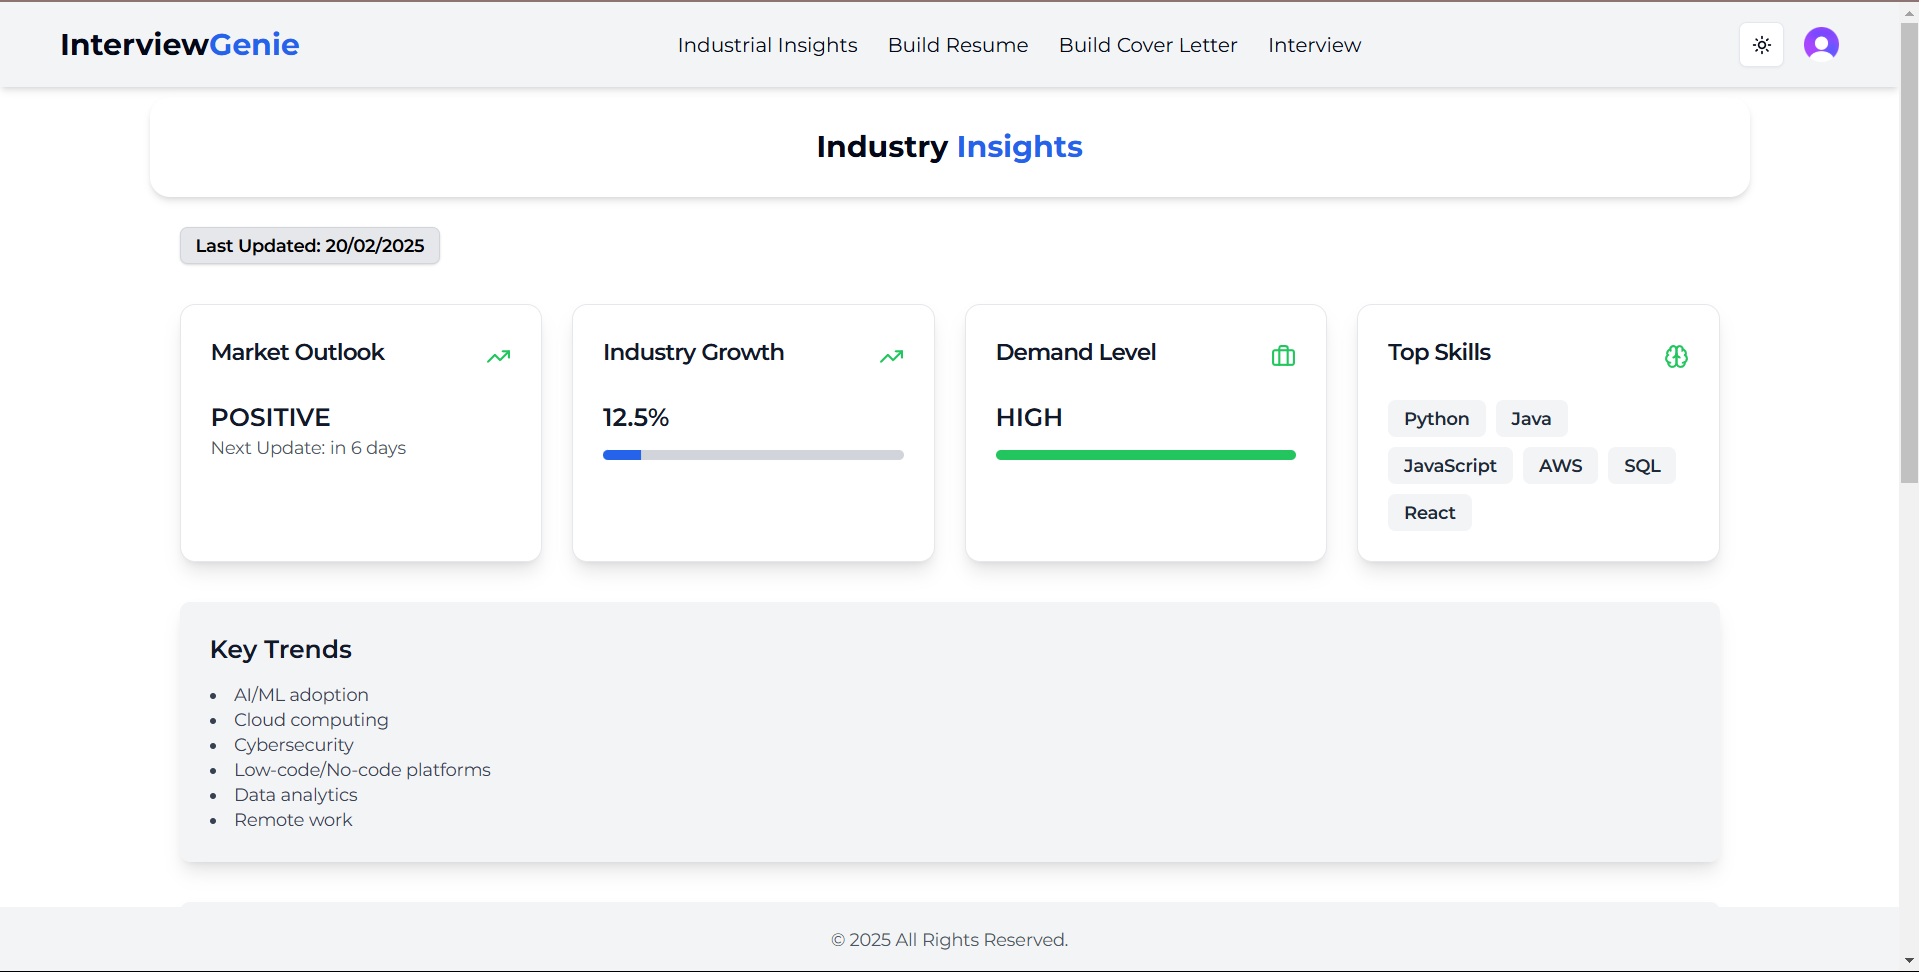 InterviewGenie
Industrial Insights Build Resume Build Cover Letter Interview
Industry Insights
Last Updated: 20/02/2025
Market Outlook
POSITIVE
Next Update: in 6 days
Industry Growth
12.5%
Demand Level
HIGH
Top Skills
Python Java
JavaScript AWS SQL
React
Key Trends
AI/ML adoption
Cloud computing
Cybersecurity
Low-code/No-code platforms
Data analytics
Remote work
© 2025 All Rights Reserved.